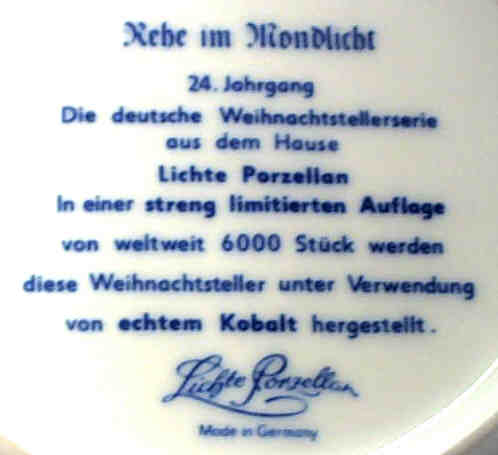 Rehe im Mondlicht
24. Jahrgang
Die deutsche Weihnachtstellerserie
aus dem Hause
Lichte Porzellan
In einer streng limitierten Auflage
von weltweit 6000 Stück werden
diese Weihnachtsteller unter Verwendung
von echtem Kobalt hergestellt.
Lichte Porzellan
Made in Germany